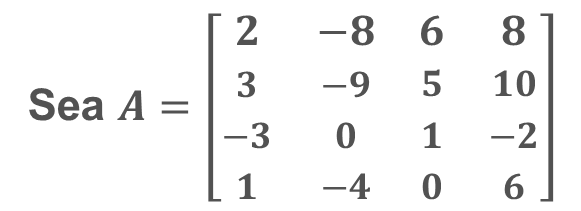 Sea A = [ 2 −8 6 8
3 −9 5 10
−3 0 1 −2
1 −4 0 6 ]